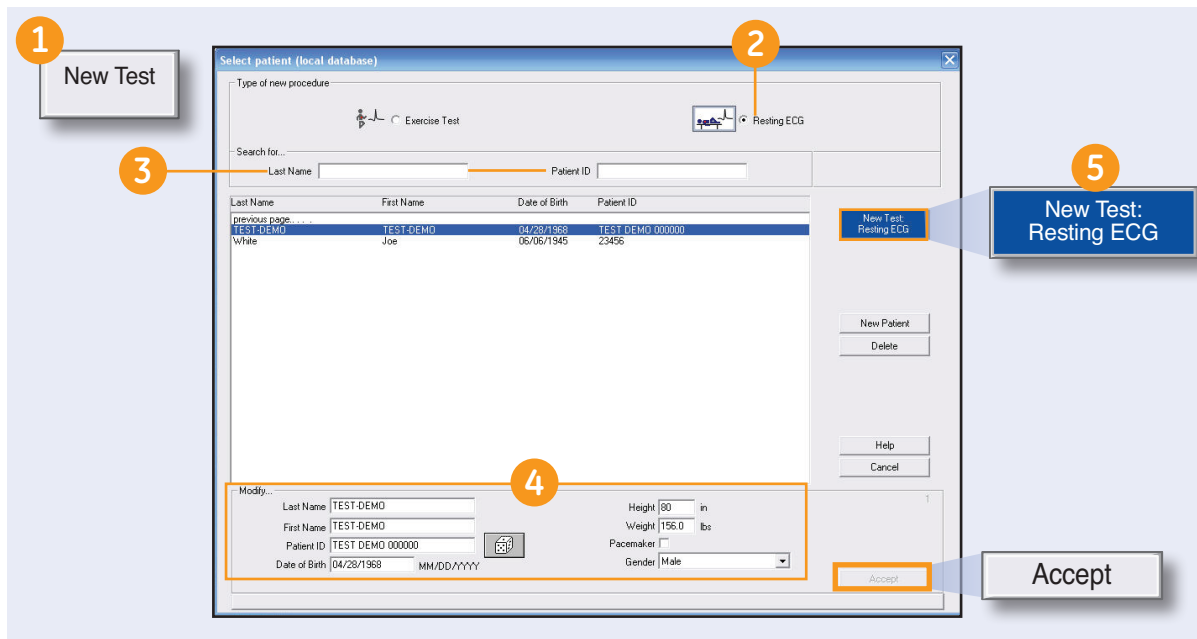 1
New Test
Select patient (local database)
2
Type of new procedure
Exercise Test
Resting ECG
Search for...
3
Last Name
Patient ID
5
New Test:
Resting ECG
Last Name First Name Date of Birth Patient ID
previous page.. . . .
TEST-DEMO TEST-DEMO 04/28/1968 TEST DEMO 000000
White Joe 06/06/1945 23456
New Test:
Resting ECG
New Patient
Delete
Help
Cancel
4
Modify...
Last Name TEST-DEMO
First Name TEST-DEMO
Patient ID TEST DEMO 000000
Date of Birth 04/28/1968 MM/DD/YYYY
Height 80 in
Weight 156.0 lbs
Pacemaker
Gender Male
1
Accept
Accept